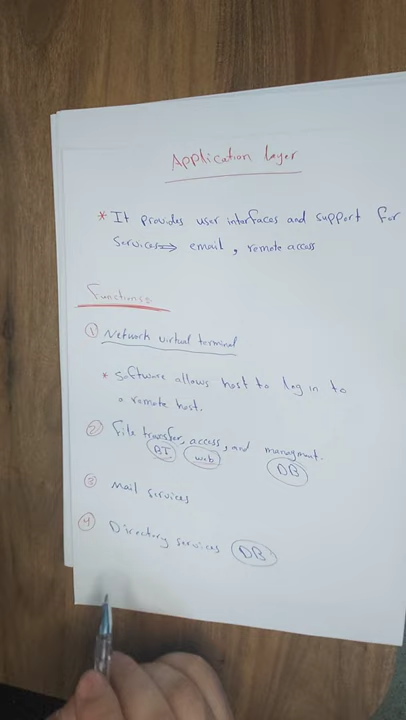 Application layer
* It provides user interfaces and support for
Services⇒ email, remote access
Functions:
① Network virtual terminal
* Software allows host to log in to
a remote host.
② File transfer, access, and managment.
BT web DB
③ Mail services
④ Directory services DB